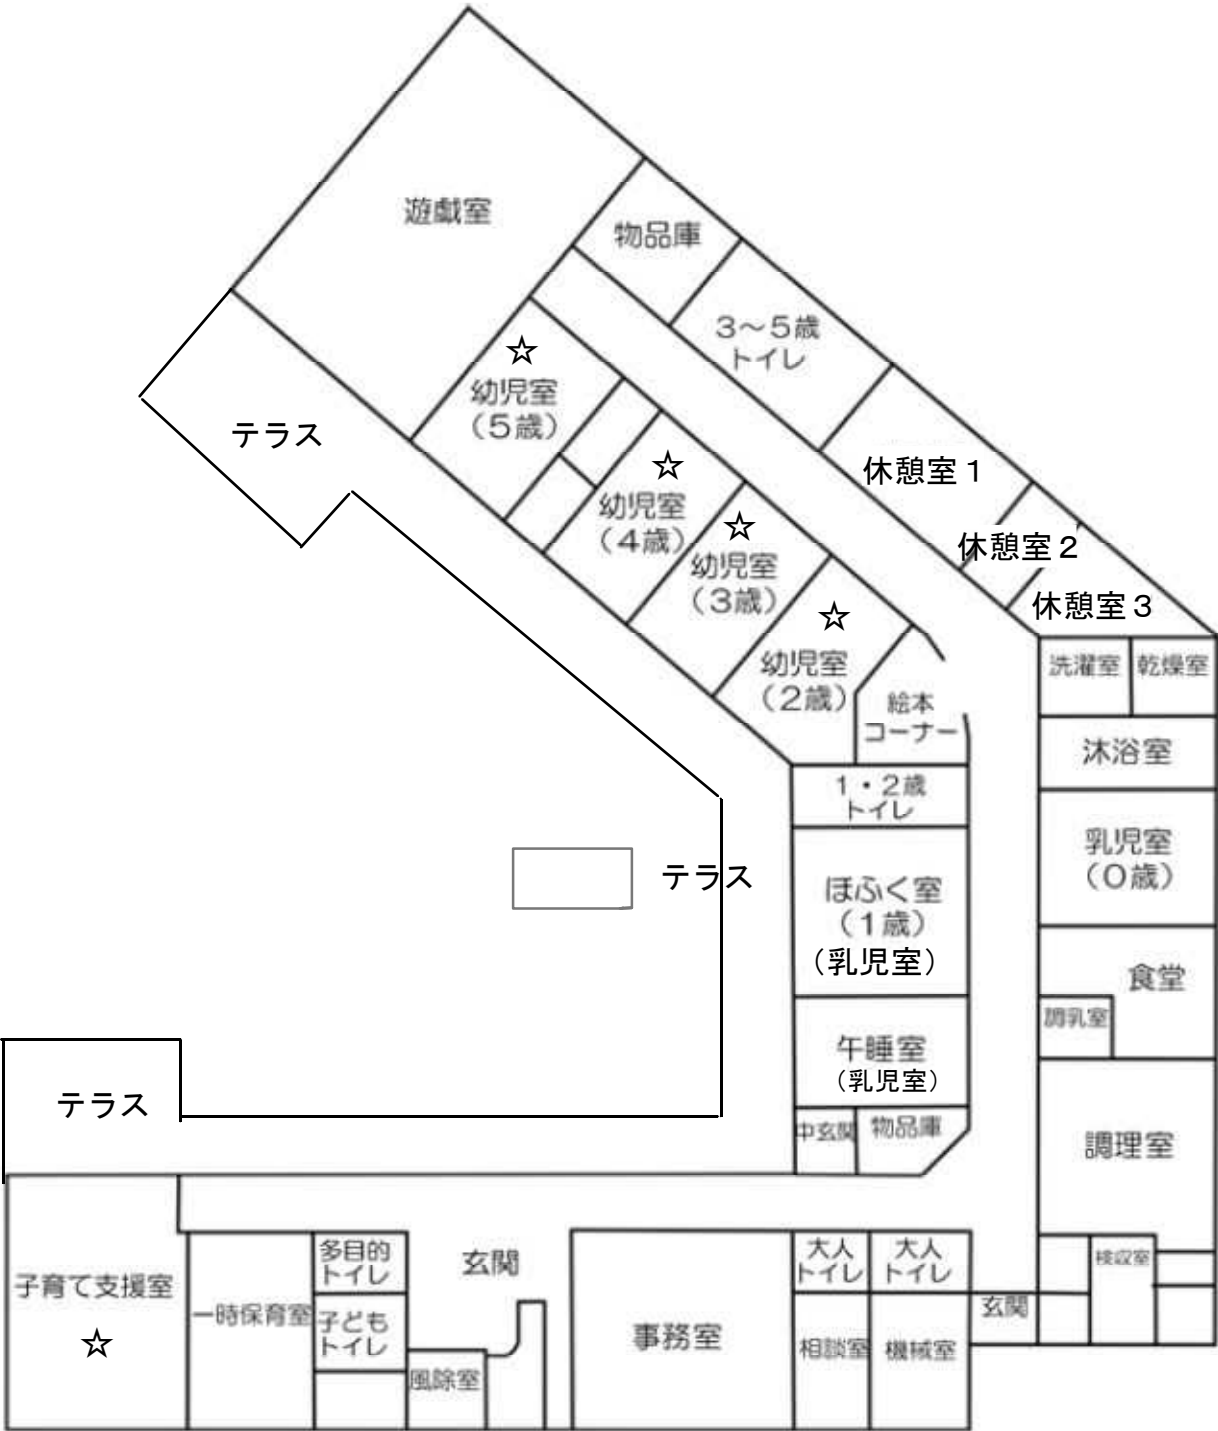 遊戯室
物品庫
3～5歳
トイレ
☆
幼児室
(5歳)
テラス
☆
幼児室
(4歳)
☆
幼児室
(3歳)
☆
幼児室
(2歳)
休憩室1
休憩室2
休憩室3
洗濯室
乾燥室
絵本
コーナー
沐浴室
1・2歳
トイレ
乳児室
(0歳)
テラス
ほふく室
(1歳)
(乳児室)
食堂
調乳室
午睡室
(乳児室)
テラス
中玄関
物品庫
調理室
子育て支援室
☆
一時保育室
多目的
トイレ
子ども
トイレ
玄関
風除室
事務室
大人
トイレ
大人
トイレ
相談室
機械室
玄関
検収室